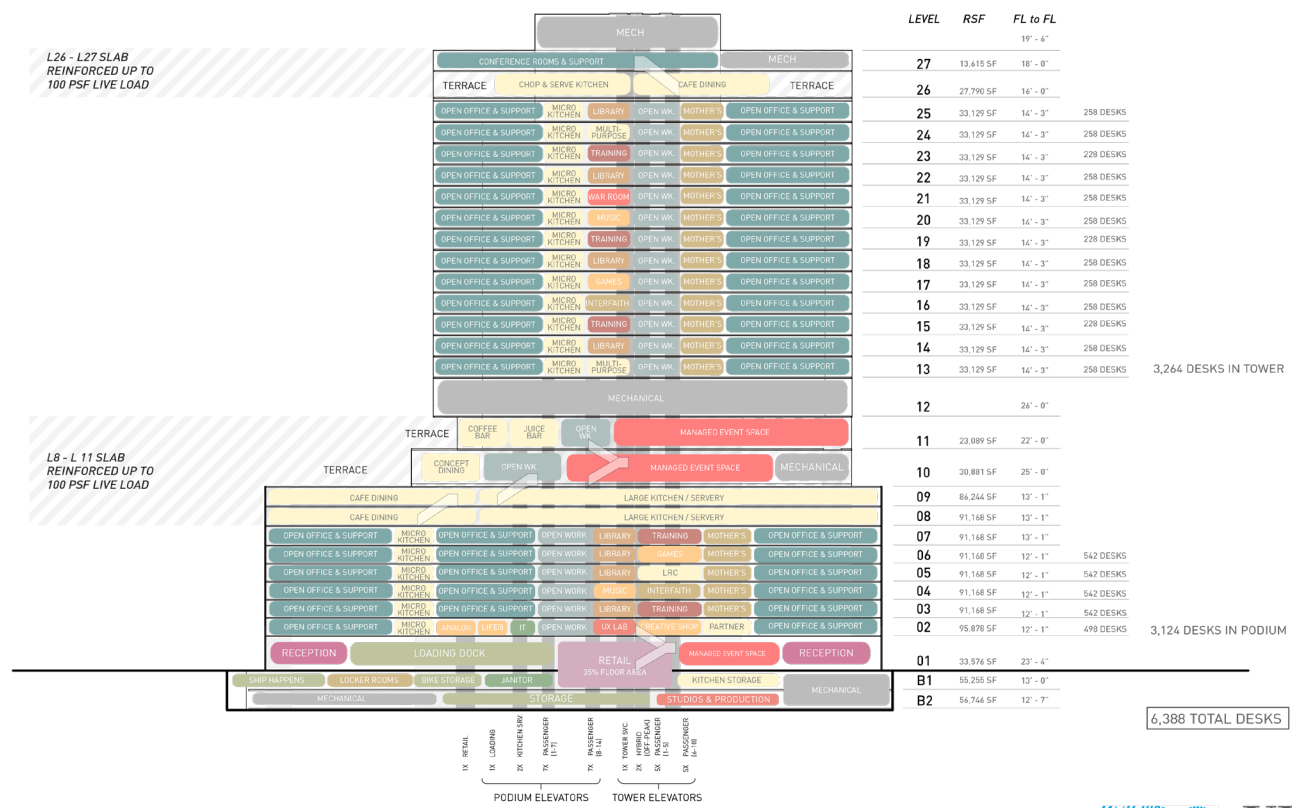 LEVEL RSF FL to FL
MECH 19' - 6"
L26 - L27 SLAB
REINFORCED UP TO
100 PSF LIVE LOAD
CONFERENCE ROOMS & SUPPORT MECH 27 13,615 SF 18' - 0"
TERRACE CHOP & SERVE KITCHEN CAFE DINING TERRACE 26 27,790 SF 16' - 0"
OPEN OFFICE & SUPPORT MICRO KITCHEN LIBRARY OPEN WK. MOTHER'S OPEN OFFICE & SUPPORT 25 33,129 SF 14' - 3" 258 DESKS
OPEN OFFICE & SUPPORT MICRO KITCHEN MULTI-PURPOSE OPEN WK. MOTHER'S OPEN OFFICE & SUPPORT 24 33,129 SF 14' - 3" 258 DESKS
OPEN OFFICE & SUPPORT MICRO KITCHEN TRAINING OPEN WK. MOTHER'S OPEN OFFICE & SUPPORT 23 33,129 SF 14' - 3" 228 DESKS
OPEN OFFICE & SUPPORT MICRO KITCHEN LIBRARY OPEN WK. MOTHER'S OPEN OFFICE & SUPPORT 22 33,129 SF 14' - 3" 258 DESKS
OPEN OFFICE & SUPPORT MICRO KITCHEN WAR ROOM OPEN WK. MOTHER'S OPEN OFFICE & SUPPORT 21 33,129 SF 14' - 3" 258 DESKS
OPEN OFFICE & SUPPORT MICRO KITCHEN MUSIC OPEN WK. MOTHER'S OPEN OFFICE & SUPPORT 20 33,129 SF 14' - 3" 258 DESKS
OPEN OFFICE & SUPPORT MICRO KITCHEN TRAINING OPEN WK. MOTHER'S OPEN OFFICE & SUPPORT 19 33,129 SF 14' - 3" 228 DESKS
OPEN OFFICE & SUPPORT MICRO KITCHEN LIBRARY OPEN WK. MOTHER'S OPEN OFFICE & SUPPORT 18 33,129 SF 14' - 3" 258 DESKS
OPEN OFFICE & SUPPORT MICRO KITCHEN GAMES OPEN WK. MOTHER'S OPEN OFFICE & SUPPORT 17 33,129 SF 14' - 3" 258 DESKS
OPEN OFFICE & SUPPORT MICRO KITCHEN INTERFAITH OPEN WK. MOTHER'S OPEN OFFICE & SUPPORT 16 33,129 SF 14' - 3" 258 DESKS
OPEN OFFICE & SUPPORT MICRO KITCHEN TRAINING OPEN WK. MOTHER'S OPEN OFFICE & SUPPORT 15 33,129 SF 14' - 3" 228 DESKS
OPEN OFFICE & SUPPORT MICRO KITCHEN LIBRARY OPEN WK. MOTHER'S OPEN OFFICE & SUPPORT 14 33,129 SF 14' - 3" 258 DESKS
OPEN OFFICE & SUPPORT MICRO KITCHEN MULTI-PURPOSE OPEN WK. MOTHER'S OPEN OFFICE & SUPPORT 13 33,129 SF 14' - 3" 258 DESKS 3,264 DESKS IN TOWER
MECHANICAL 12 26' - 0"
TERRACE COFFEE BAR JUICE BAR OPEN WK. MANAGED EVENT SPACE 11 23,089 SF 22' - 0"
L8 - L 11 SLAB
REINFORCED UP TO
100 PSF LIVE LOAD
TERRACE CONCEPT DINING OPEN WK. MANAGED EVENT SPACE MECHANICAL 10 30,881 SF 25' - 0"
CAFE DINING LARGE KITCHEN / SERVERY 09 86,244 SF 13' - 1"
CAFE DINING LARGE KITCHEN / SERVERY 08 91,168 SF 13' - 1"
OPEN OFFICE & SUPPORT MICRO KITCHEN OPEN OFFICE & SUPPORT OPEN WORK LIBRARY TRAINING MOTHER'S OPEN OFFICE & SUPPORT 07 91,168 SF 13' - 1"
OPEN OFFICE & SUPPORT MICRO KITCHEN OPEN OFFICE & SUPPORT OPEN WORK LIBRARY GAMES MOTHER'S OPEN OFFICE & SUPPORT 06 91,168 SF 12' - 1" 542 DESKS
OPEN OFFICE & SUPPORT MICRO KITCHEN OPEN OFFICE & SUPPORT OPEN WORK LIBRARY LRC MOTHER'S OPEN OFFICE & SUPPORT 05 91,168 SF 12' - 1" 542 DESKS
OPEN OFFICE & SUPPORT MICRO KITCHEN OPEN OFFICE & SUPPORT OPEN WORK MUSIC INTERFAITH MOTHER'S OPEN OFFICE & SUPPORT 04 91,168 SF 12' - 1" 542 DESKS
OPEN OFFICE & SUPPORT MICRO KITCHEN OPEN OFFICE & SUPPORT OPEN WORK LIBRARY TRAINING MOTHER'S OPEN OFFICE & SUPPORT 03 91,168 SF 12' - 1" 542 DESKS
OPEN OFFICE & SUPPORT MICRO KITCHEN ANALOG LIFE@ IT OPEN WORK UX LAB CREATIVE SHOP PARTNER OPEN OFFICE & SUPPORT 02 95,878 SF 12' - 1" 498 DESKS 3,124 DESKS IN PODIUM
RECEPTION LOADING DOCK RETAIL 35% FLOOR AREA MANAGED EVENT SPACE RECEPTION 01 33,576 SF 23' - 4"
SHIP HAPPENS LOCKER ROOMS BIKE STORAGE JANITOR KITCHEN STORAGE MECHANICAL B1 55,255 SF 13' - 0"
MECHANICAL STORAGE STUDIOS & PRODUCTION B2 56,746 SF 12' - 7"
6,388 TOTAL DESKS
1X RETAIL
1X LOADING
2X KITCHEN SRV.
7X PASSENGER (1-7)
7X PASSENGER (8-14)
1X TOWER SVC.
2X HYBRID (OFF-PEAK)
5X PASSENGER (1-5)
5X PASSENGER (6-10)
PODIUM ELEVATORS TOWER ELEVATORS